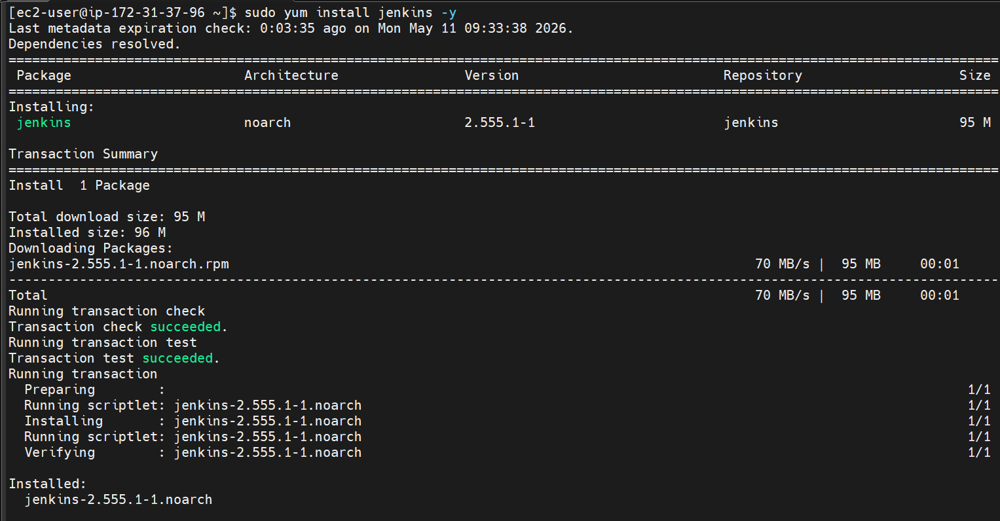 [ec2-user@ip-172-31-37-96 ~]$ sudo yum install jenkins -y
Last metadata expiration check: 0:03:35 ago on Mon May 11 09:33:38 2026.
Dependencies resolved.
================================================================================
Package Architecture Version Repository Size
================================================================================
Installing:
jenkins noarch 2.555.1-1 jenkins 95 M
Transaction Summary
================================================================================
Install 1 Package
Total download size: 95 M
Installed size: 96 M
Downloading Packages:
jenkins-2.555.1-1.noarch.rpm 70 MB/s | 95 MB 00:01
--------------------------------------------------------------------------------
Total 70 MB/s | 95 MB 00:01
Running transaction check
Transaction check succeeded.
Running transaction test
Transaction test succeeded.
Running transaction
Preparing : 1/1
Running scriptlet: jenkins-2.555.1-1.noarch 1/1
Installing : jenkins-2.555.1-1.noarch 1/1
Running scriptlet: jenkins-2.555.1-1.noarch 1/1
Verifying : jenkins-2.555.1-1.noarch 1/1
Installed:
jenkins-2.555.1-1.noarch